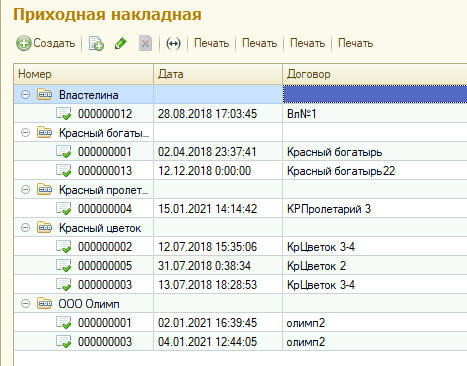 Приходная накладная
Создать Печать Печать Печать Печать
Номер Дата Договор
Властелина
000000012 28.08.2018 17:03:45 Вл№1
Красный богаты...
000000001 02.04.2018 23:37:41 Красный богатырь
000000013 12.12.2018 0:00:00 Красный богатырь22
Красный пролет...
000000004 15.01.2021 14:14:42 КРПролетарий 3
Красный цветок
000000002 12.07.2018 15:35:06 КрЦветок 3-4
000000005 31.07.2018 0:38:34 КрЦветок 2
000000003 13.07.2018 18:28:53 КрЦветок 3-4
ООО Олимп
000000001 02.01.2021 16:39:45 олимп2
000000003 04.01.2021 12:44:05 олимп2